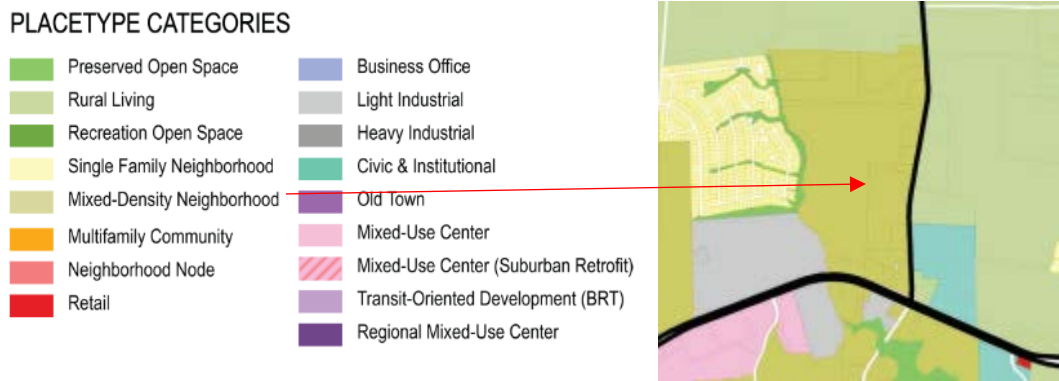 PLACETYPE CATEGORIES
Preserved Open Space
Rural Living
Recreation Open Space
Single Family Neighborhood
Mixed-Density Neighborhood
Multifamily Community
Neighborhood Node
Retail
Business Office
Light Industrial
Heavy Industrial
Civic & Institutional
Old Town
Mixed-Use Center
Mixed-Use Center (Suburban Retrofit)
Transit-Oriented Development (BRT)
Regional Mixed-Use Center